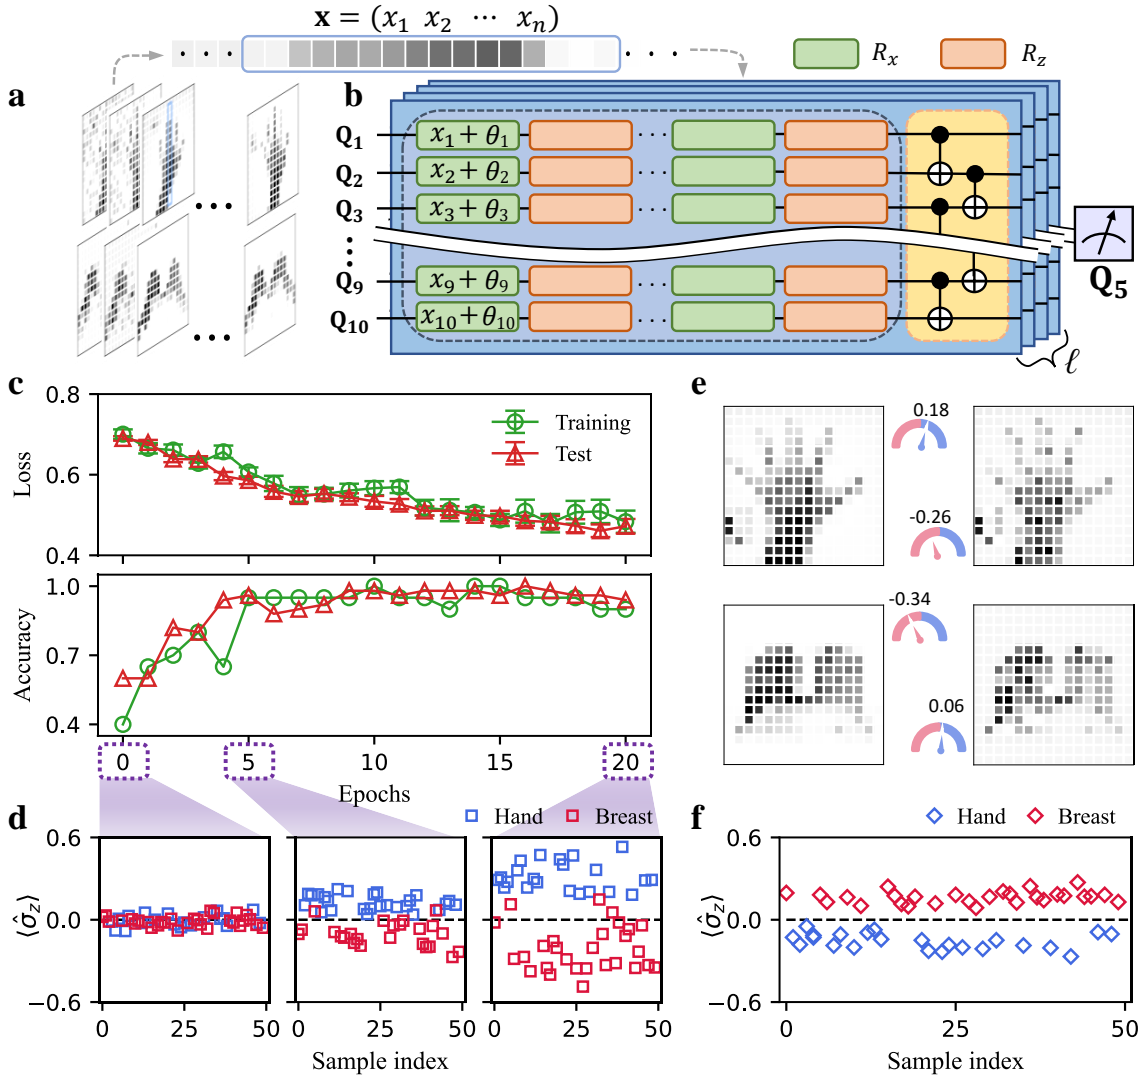 𝐱 = (x₁ x₂ ⋯ xₙ)
· · ·
· · ·
Rₓ
R_z
a
b
Q₁
x₁ + θ₁
· · ·
Q₂
x₂ + θ₂
· · ·
Q₃
x₃ + θ₃
· · ·
Q₉
x₉ + θ₉
· · ·
Q₁₀
x₁₀ + θ₁₀
· · ·
Q₅
ℓ
c
0.8
0.6
0.4
Loss
Training
Test
1.0
0.7
0.4
Accuracy
0 5 10 15 20
Epochs
d
Hand Breast
0.6
0.0
−0.6
⟨σ̂_z⟩
0 25 50
0 25 50
0 25 50
Sample index
e
0.18
-0.26
-0.34
0.06
f
Hand Breast
0.6
0.0
−0.6
⟨σ̂_z⟩
0 25 50
Sample index